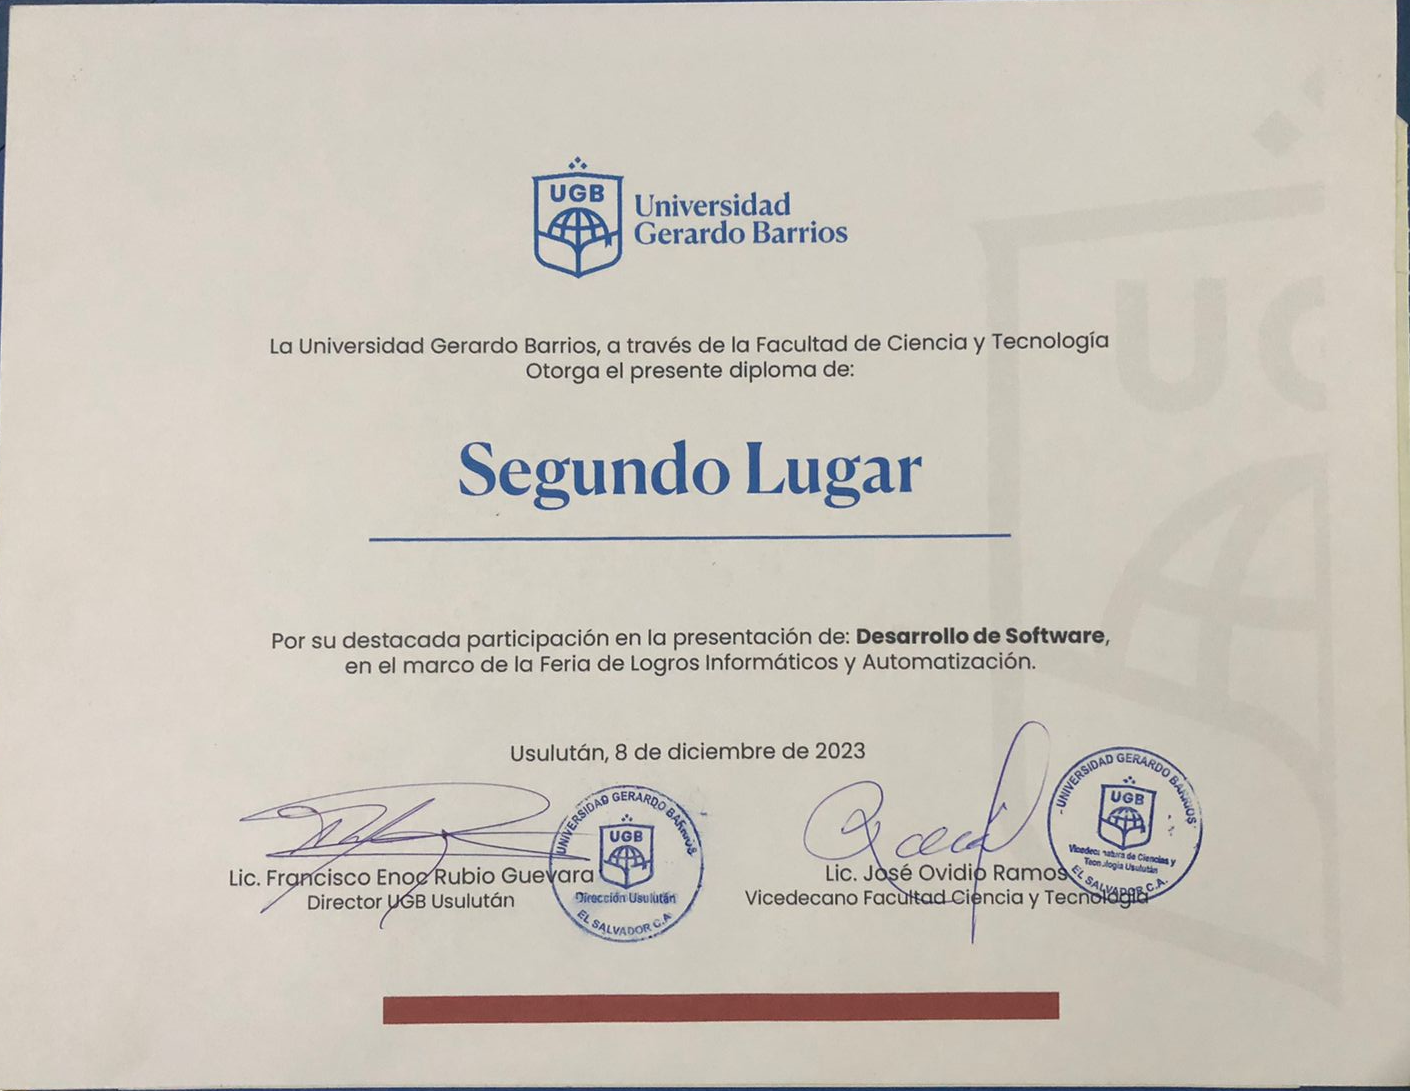 UGB
Universidad
Gerardo Barrios
La Universidad Gerardo Barrios, a través de la Facultad de Ciencia y Tecnología
Otorga el presente diploma de:
Segundo Lugar
Por su destacada participación en la presentación de: Desarrollo de Software,
en el marco de la Feria de Logros Informáticos y Automatización.
Usulután, 8 de diciembre de 2023
Lic. Francisco Enoc Rubio Guevara
Director UGB Usulután
UNIVERSIDAD GERARDO BARRIOS
UGB
Dirección Usulután
EL SALVADOR C.A.
Lic. José Ovidio Ramos
Vicedecano Facultad Ciencia y Tecnología
UNIVERSIDAD GERARDO BARRIOS
UGB
Vicedecanatura de Ciencias y
Tecnología Usulután
EL SALVADOR C.A.